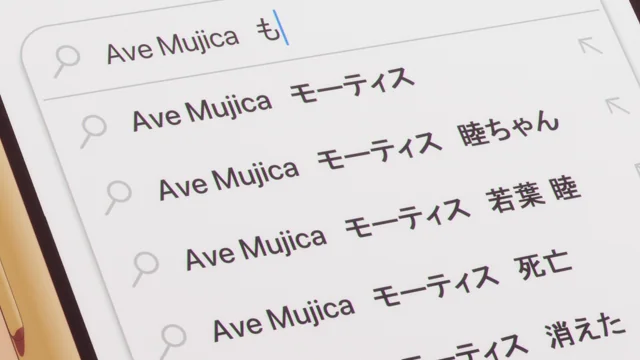 Ave Mujica も
Ave Mujica モーティス
Ave Mujica モーティス 睦ちゃん
Ave Mujica モーティス 若葉 睦
Ave Mujica モーティス 死亡
モーティス 消えた